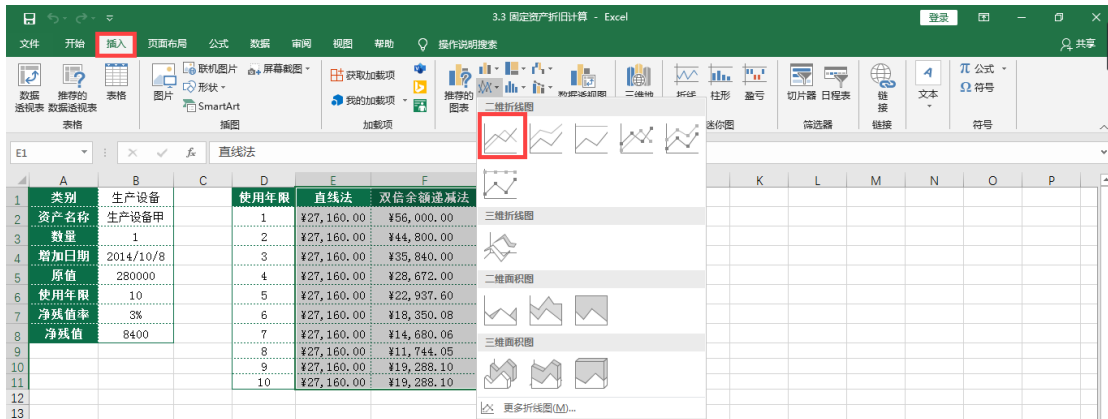 3.3 固定资产折旧计算 - Excel
登录
文件 开始 插入 页面布局 公式 数据 审阅 视图 帮助 操作说明搜索 共享
数据透视表 推荐的数据透视表 表格 图片 联机图片 形状 SmartArt 屏幕截图 获取加载项 我的加载项 推荐的图表 数据透视图 三维地 折线 柱形 盈亏 切片器 日程表 链接 文本 公式 符号
表格 插图 加载项 迷你图 筛选器 链接 符号
E1 fx 直线法
A B C D E F K L M N O P
1 类别 生产设备 使用年限 直线法 双倍余额递减法
2 资产名称 生产设备甲 1 ¥27,160.00 ¥56,000.00
3 数量 1 2 ¥27,160.00 ¥44,800.00
4 增加日期 2014/10/8 3 ¥27,160.00 ¥35,840.00
5 原值 280000 4 ¥27,160.00 ¥28,672.00
6 使用年限 10 5 ¥27,160.00 ¥22,937.60
7 净残值率 3% 6 ¥27,160.00 ¥18,350.08
8 净残值 8400 7 ¥27,160.00 ¥14,680.06
9 8 ¥27,160.00 ¥11,744.05
10 9 ¥27,160.00 ¥19,288.10
11 10 ¥27,160.00 ¥19,288.10
12
13
二维折线图
三维折线图
二维面积图
三维面积图
更多折线图(M)...